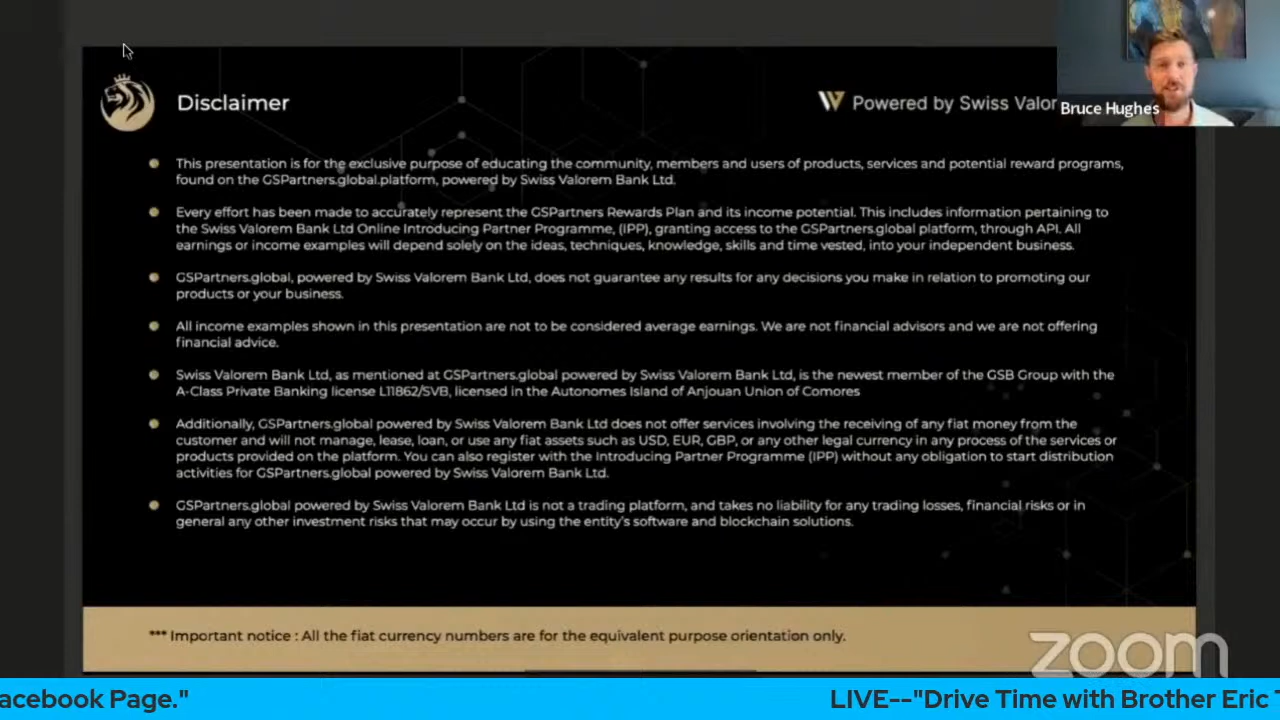 Disclaimer
Powered by Swiss Valor
Bruce Hughes
This presentation is for the exclusive purpose of educating the community, members and users of products, services and potential reward programs,
found on the GSPartners.global.platform, powered by Swiss Valorem Bank Ltd.
Every effort has been made to accurately represent the GSPartners Rewards Plan and its income potential. This includes information pertaining to
the Swiss Valorem Bank Ltd Online Introducing Partner Programme, (IPP), granting access to the GSPartners.global platform, through API. All
earnings or income examples will depend solely on the ideas, techniques, knowledge, skills and time vested, into your independent business.
GSPartners.global, powered by Swiss Valorem Bank Ltd, does not guarantee any results for any decisions you make in relation to promoting our
products or your business.
All income examples shown in this presentation are not to be considered average earnings. We are not financial advisors and we are not offering
financial advice.
Swiss Valorem Bank Ltd, as mentioned at GSPartners.global powered by Swiss Valorem Bank Ltd, is the newest member of the GSB Group with the
A-Class Private Banking license L11862/SVB, licensed in the Autonomes Island of Anjouan Union of Comores
Additionally, GSPartners.global powered by Swiss Valorem Bank Ltd does not offer services involving the receiving of any fiat money from the
customer and will not manage, lease, loan, or use any fiat assets such as USD, EUR, GBP, or any other legal currency in any process of the services or
products provided on the platform. You can also register with the Introducing Partner Programme (IPP) without any obligation to start distribution
activities for GSPartners.global powered by Swiss Valorem Bank Ltd.
GSPartners.global powered by Swiss Valorem Bank Ltd is not a trading platform, and takes no liability for any trading losses, financial risks or in
general any other investment risks that may occur by using the entity's software and blockchain solutions.
*** Important notice : All the fiat currency numbers are for the equivalent purpose orientation only.
zoom
acebook Page."
LIVE--"Drive Time with Brother Eric